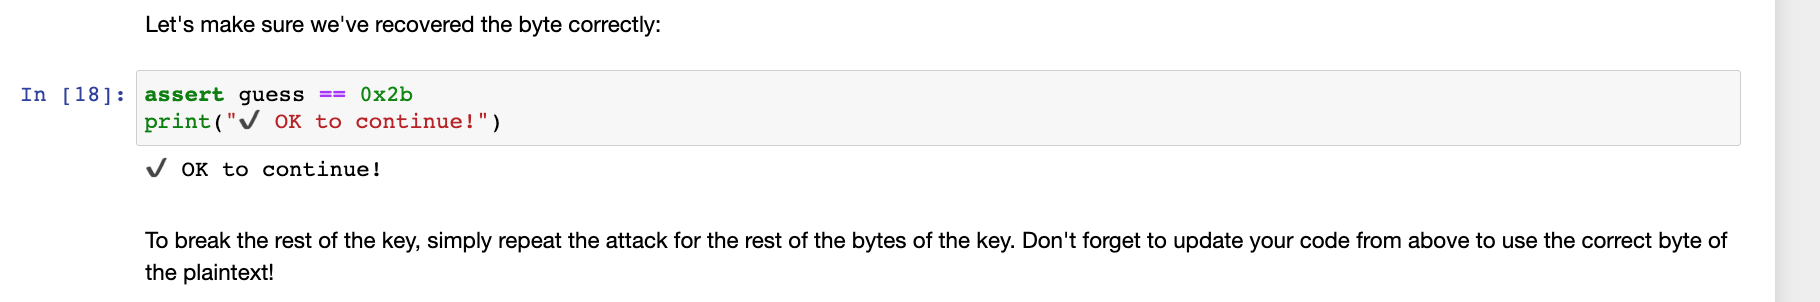 Let's make sure we've recovered the byte correctly:
In [18]: assert guess == 0x2b
print("✔ OK to continue!")
✔ OK to continue!
To break the rest of the key, simply repeat the attack for the rest of the bytes of the key. Don't forget to update your code from above to use the correct byte of
the plaintext!